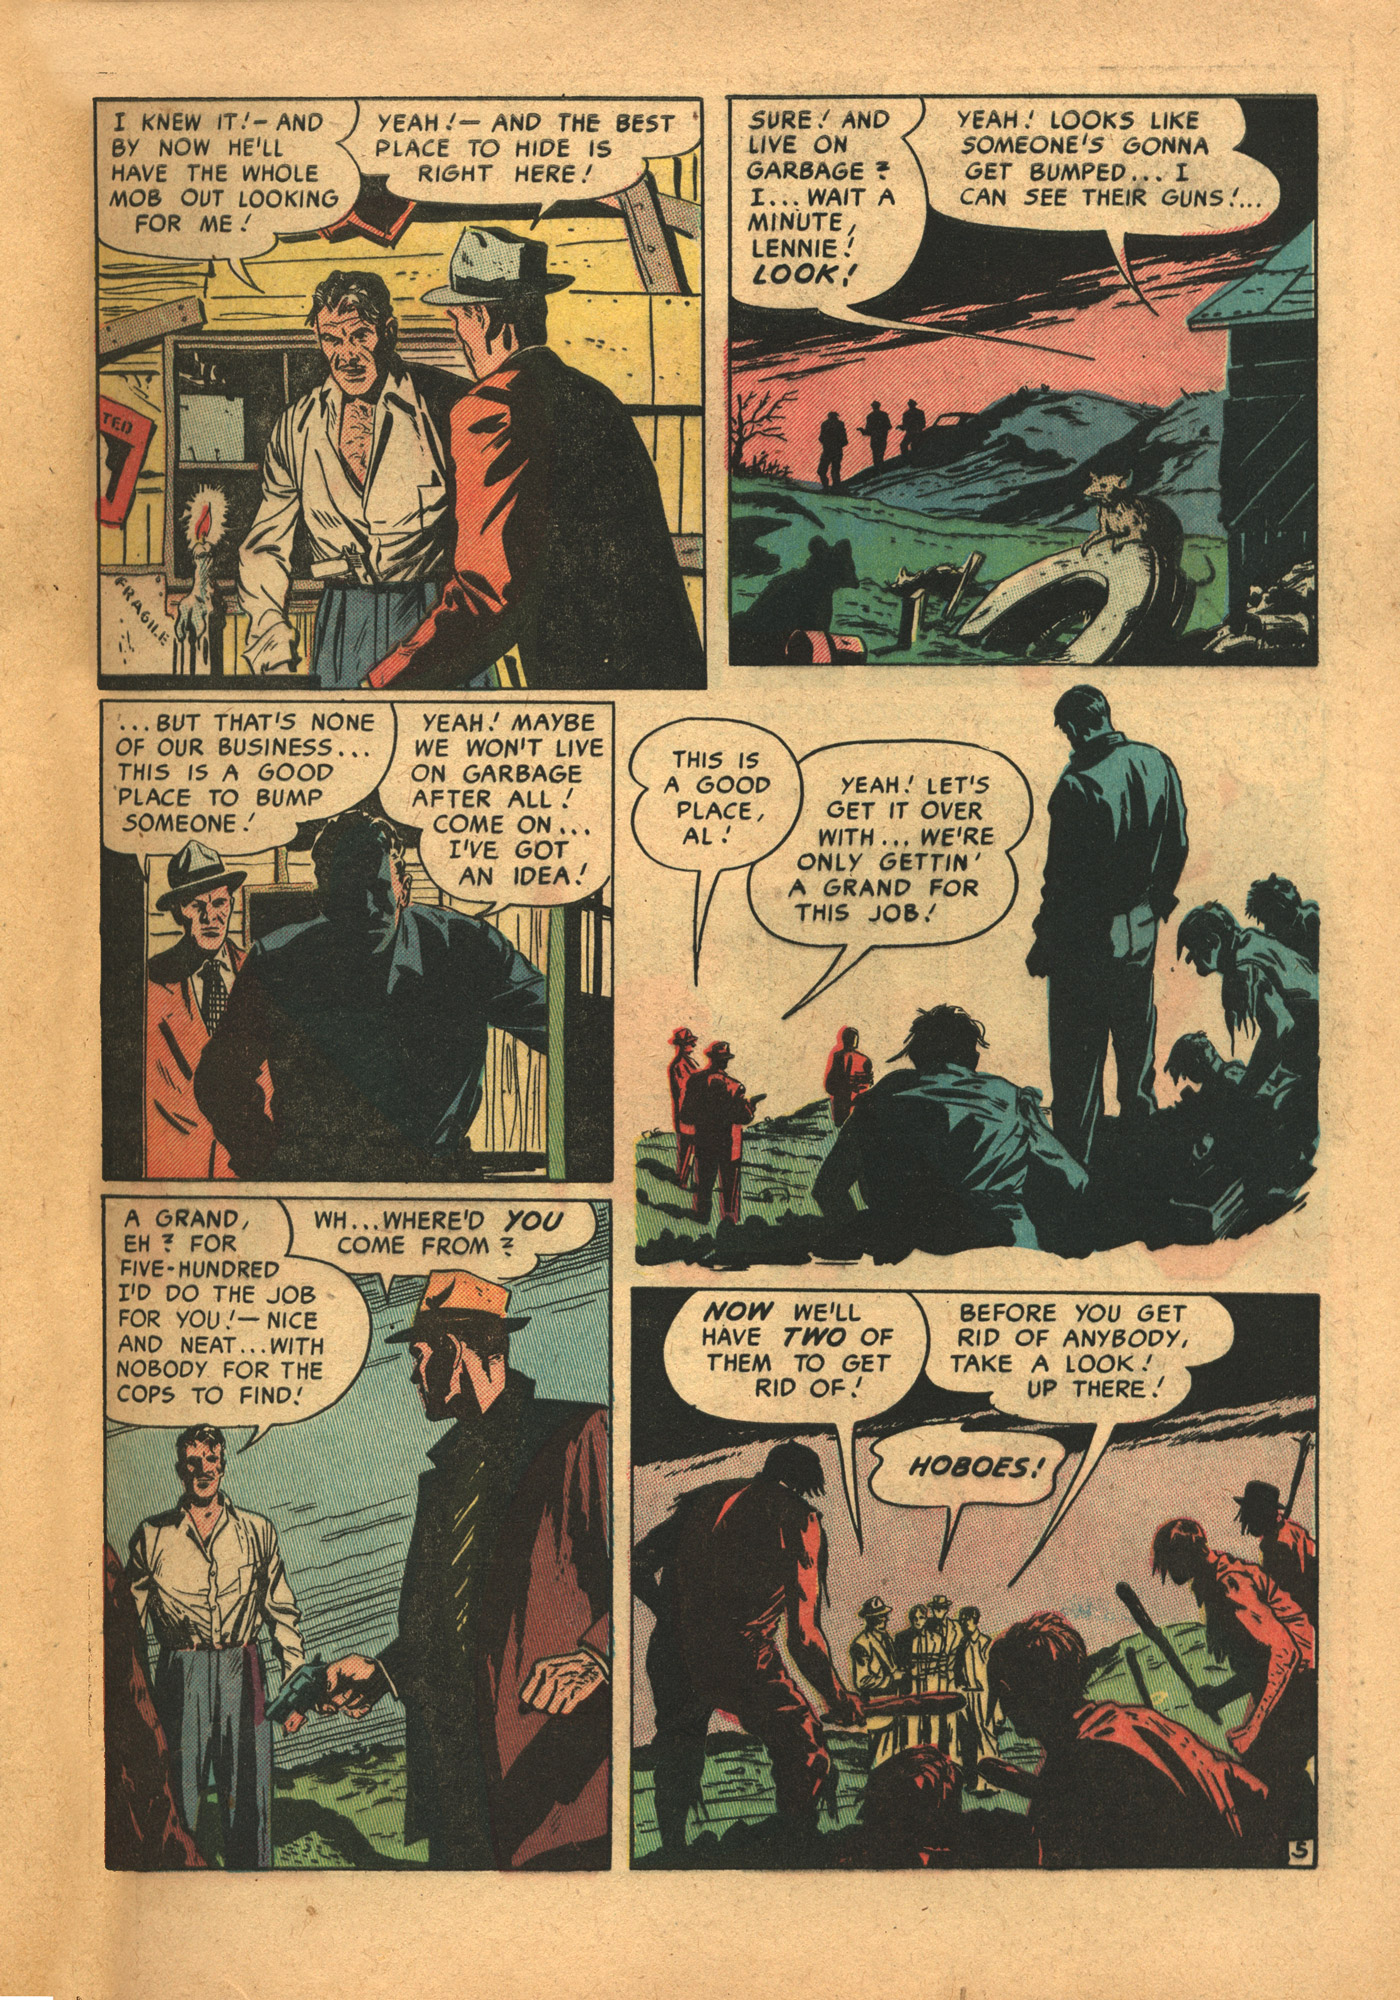 I KNEW IT!- AND
BY NOW HE'LL
HAVE THE WHOLE
MOB OUT LOOKING
FOR ME!
YEAH!- AND THE BEST
PLACE TO HIDE IS
RIGHT HERE!
TED
FRAGILE
SURE! AND
LIVE ON
GARBAGE?
I... WAIT A
MINUTE,
LENNIE!
LOOK!
YEAH! LOOKS LIKE
SOMEONE'S GONNA
GET BUMPED... I
CAN SEE THEIR GUNS!...
...BUT THAT'S NONE
OF OUR BUSINESS...
THIS IS A GOOD
PLACE TO BUMP
SOMEONE!
YEAH! MAYBE
WE WON'T LIVE
ON GARBAGE
AFTER ALL!
COME ON...
I'VE GOT
AN IDEA!
THIS IS
A GOOD
PLACE,
AL!
YEAH! LET'S
GET IT OVER
WITH... WE'RE
ONLY GETTIN'
A GRAND FOR
THIS JOB!
A GRAND,
EH? FOR
FIVE-HUNDRED
I'D DO THE JOB
FOR YOU!- NICE
AND NEAT...WITH
NOBODY FOR THE
COPS TO FIND!
WH...WHERE'D YOU
COME FROM?
NOW WE'LL
HAVE TWO OF
THEM TO GET
RID OF!
HOBOES!
BEFORE YOU GET
RID OF ANYBODY,
TAKE A LOOK!
UP THERE!
5